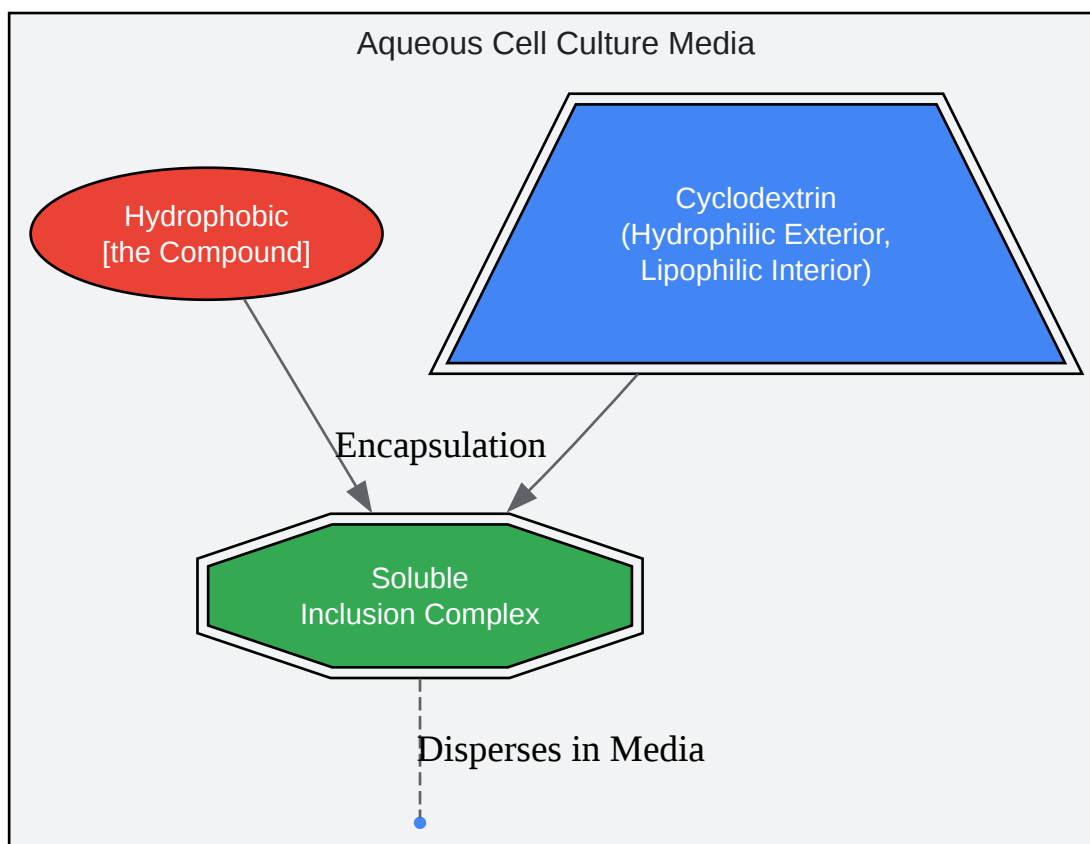 Aqueous Cell Culture Media
Hydrophobic
[the Compound]
Cyclodextrin
(Hydrophilic Exterior,
Lipophilic Interior)
Encapsulation
Soluble
Inclusion Complex
Disperses in Media